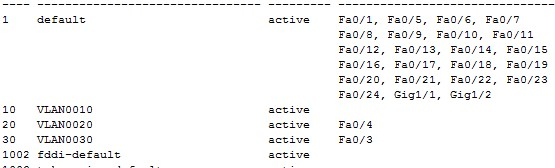 ---- -------------------------------- --------- -------------------------------
1    default                          active    Fa0/1, Fa0/5, Fa0/6, Fa0/7
                                                Fa0/8, Fa0/9, Fa0/10, Fa0/11
                                                Fa0/12, Fa0/13, Fa0/14, Fa0/15
                                                Fa0/16, Fa0/17, Fa0/18, Fa0/19
                                                Fa0/20, Fa0/21, Fa0/22, Fa0/23
                                                Fa0/24, Gig1/1, Gig1/2
10   VLAN0010                         active
20   VLAN0020                         active    Fa0/4
30   VLAN0030                         active    Fa0/3
1002 fddi-default                     active